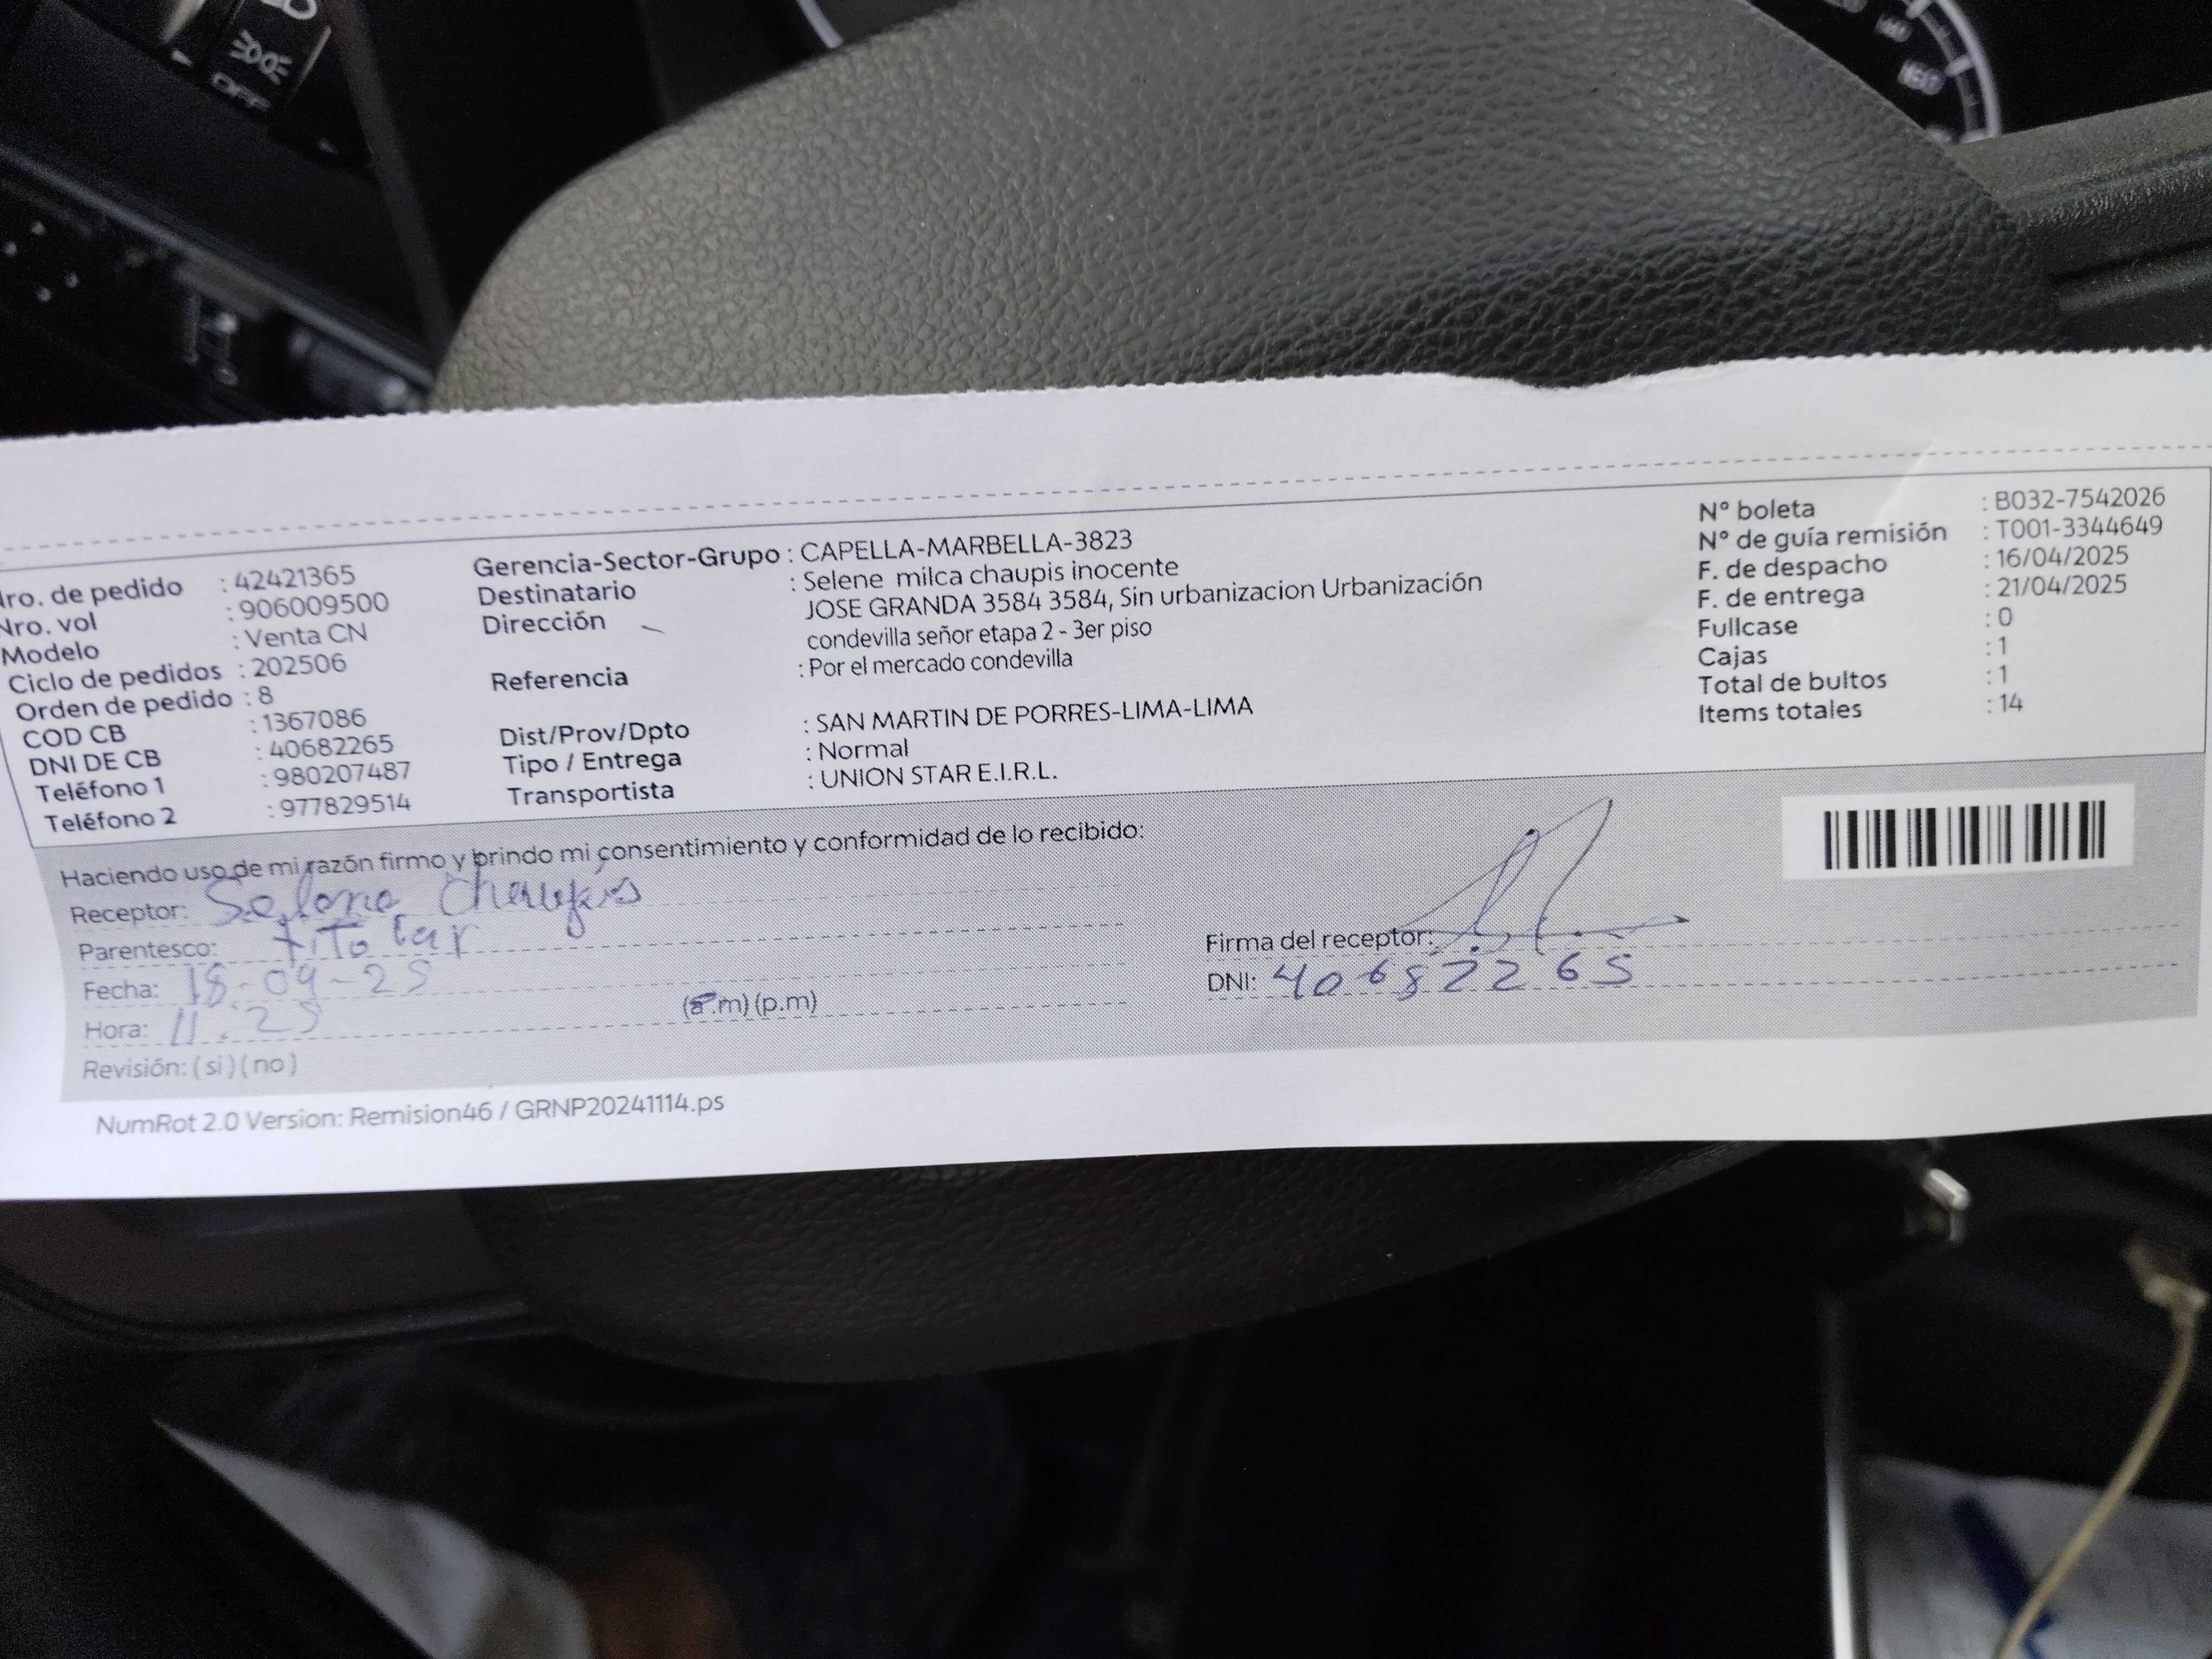 OFF
160
Nro. de pedido : 42421365
Nro. vol : 906009500
Modelo : Venta CN
Ciclo de pedidos : 202506
Orden de pedido : 8
COD CB : 1367086
DNI DE CB : 40682265
Teléfono 1 : 980207487
Teléfono 2 : 977829514
Gerencia-Sector-Grupo : CAPELLA-MARBELLA-3823
Destinatario : Selene milca chaupis inocente
Dirección JOSE GRANDA 3584 3584, Sin urbanizacion Urbanización
condevilla señor etapa 2 - 3er piso
Referencia : Por el mercado condevilla
Dist/Prov/Dpto : SAN MARTIN DE PORRES-LIMA-LIMA
Tipo / Entrega : Normal
Transportista : UNION STAR E.I.R.L.
N° boleta : B032-7542026
N° de guía remisión : T001-3344649
F. de despacho : 16/04/2025
F. de entrega : 21/04/2025
Fullcase : 0
Cajas : 1
Total de bultos : 1
Items totales : 14
Haciendo uso de mi razón firmo y brindo mi consentimiento y conformidad de lo recibido:
Receptor: Selene Chaupis
Parentesco: titolar
Fecha: 18-04-25
Hora: 11:25 (a.m) (p.m)
Revisión: (si) (no)
Firma del receptor:
DNI: 40682265
NumRot 2.0 Version: Remision46 / GRNP20241114.ps